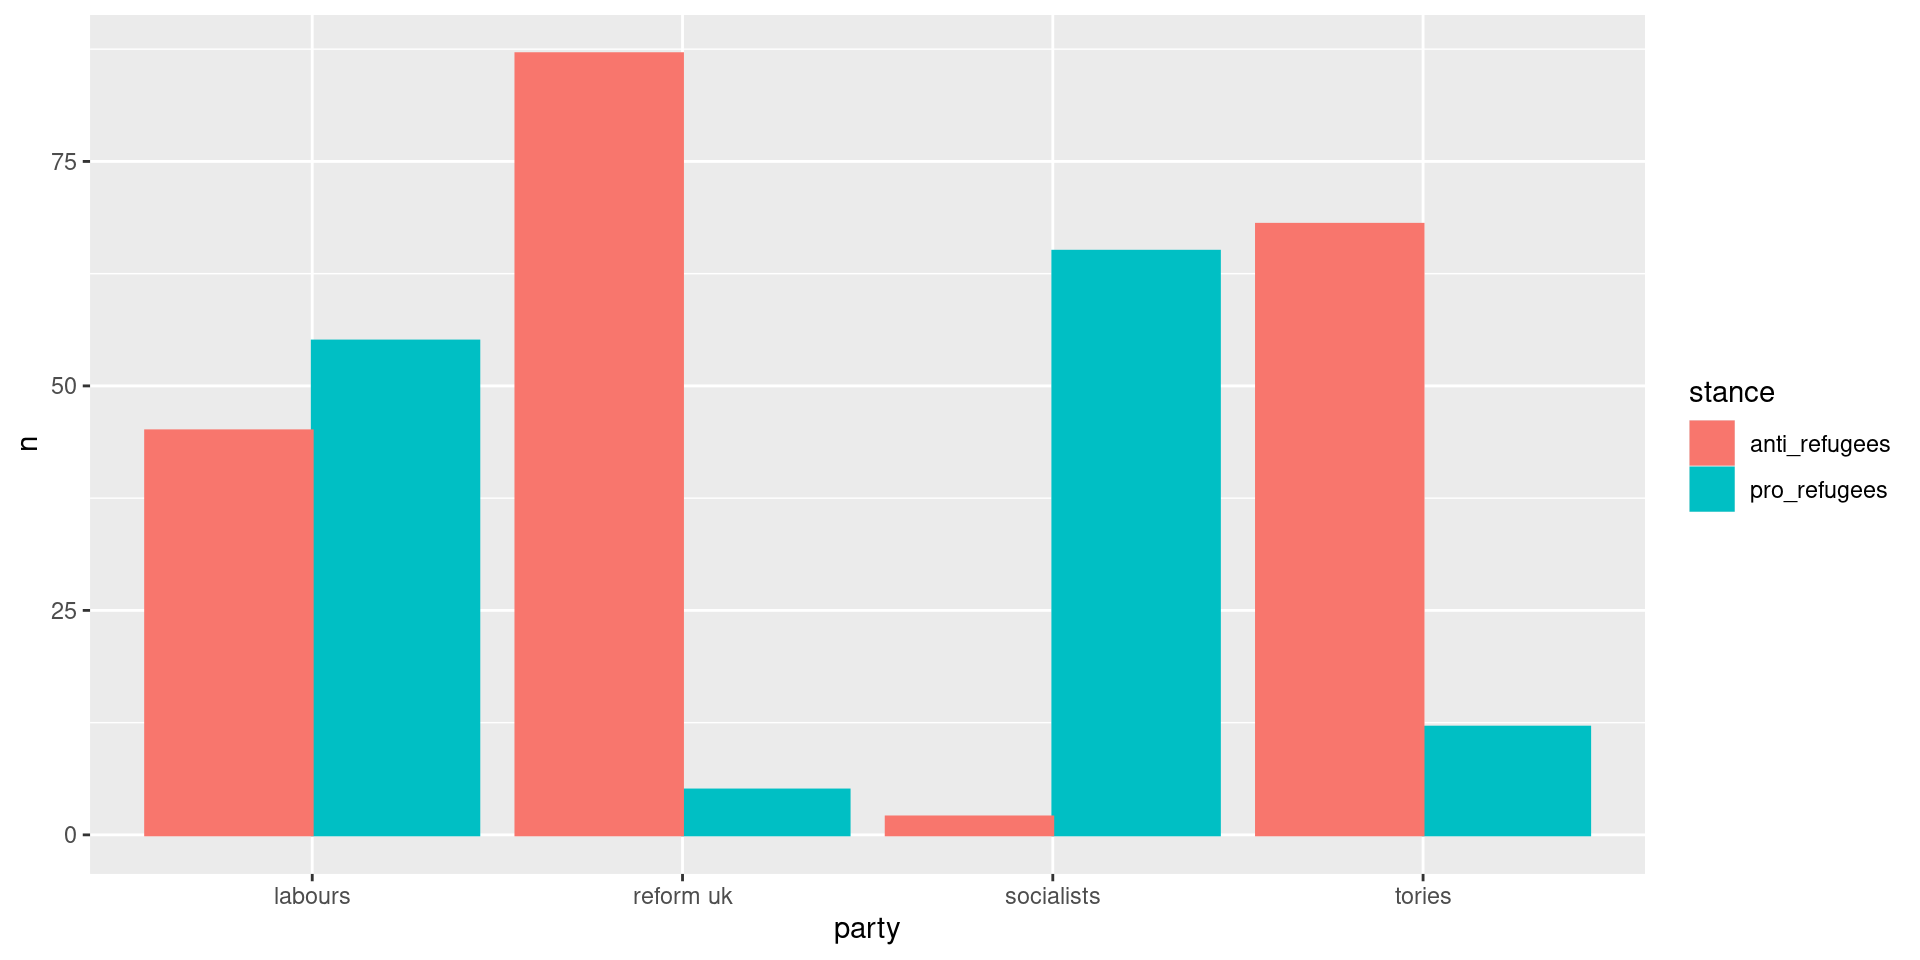 75
50
25
0
n
labours
reform uk
socialists
tories
party
stance
anti_refugees
pro_refugees